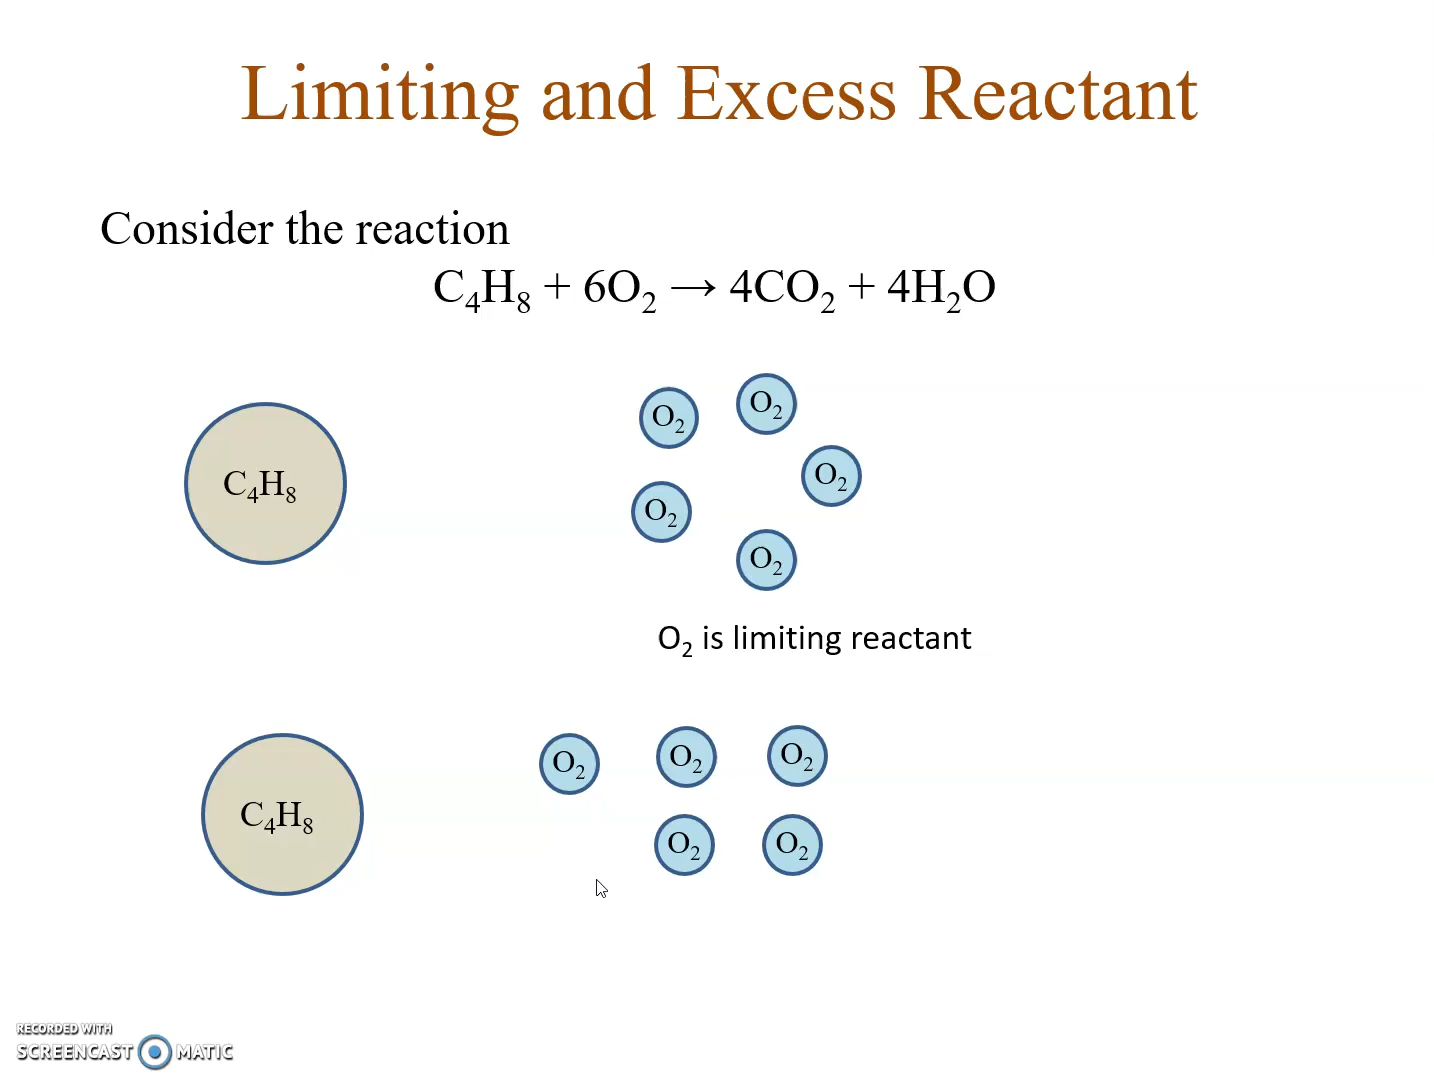 Limiting and Excess Reactant
Consider the reaction
C₄H₈ + 6O₂ → 4CO₂ + 4H₂O
O₂
O₂
C₄H₈
O₂
O₂
O₂
O₂ is limiting reactant
O₂
O₂
O₂
C₄H₈
O₂
O₂
RECORDED WITH
SCREENCAST MATIC